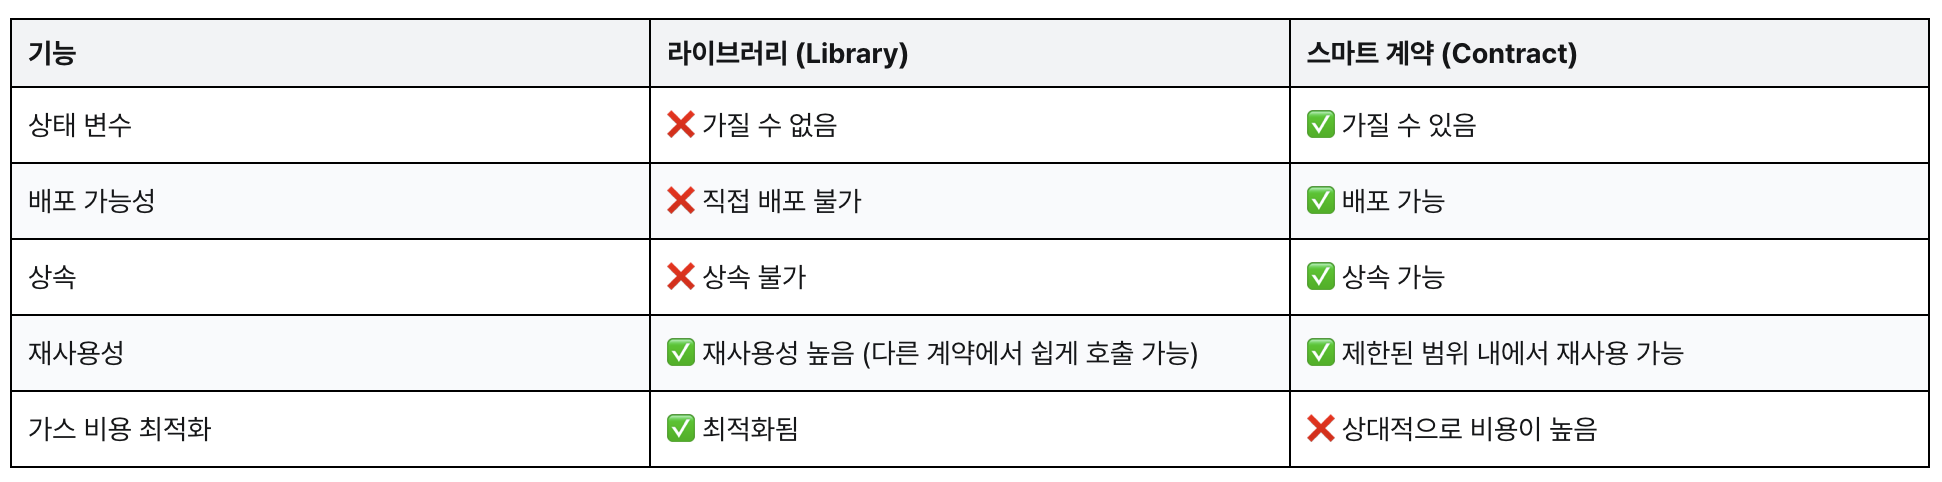 기능 라이브러리 (Library) 스마트 계약 (Contract)
상태 변수 ❌ 가질 수 없음 ✅ 가질 수 있음
배포 가능성 ❌ 직접 배포 불가 ✅ 배포 가능
상속 ❌ 상속 불가 ✅ 상속 가능
재사용성 ✅ 재사용성 높음 (다른 계약에서 쉽게 호출 가능) ✅ 제한된 범위 내에서 재사용 가능
가스 비용 최적화 ✅ 최적화됨 ❌ 상대적으로 비용이 높음